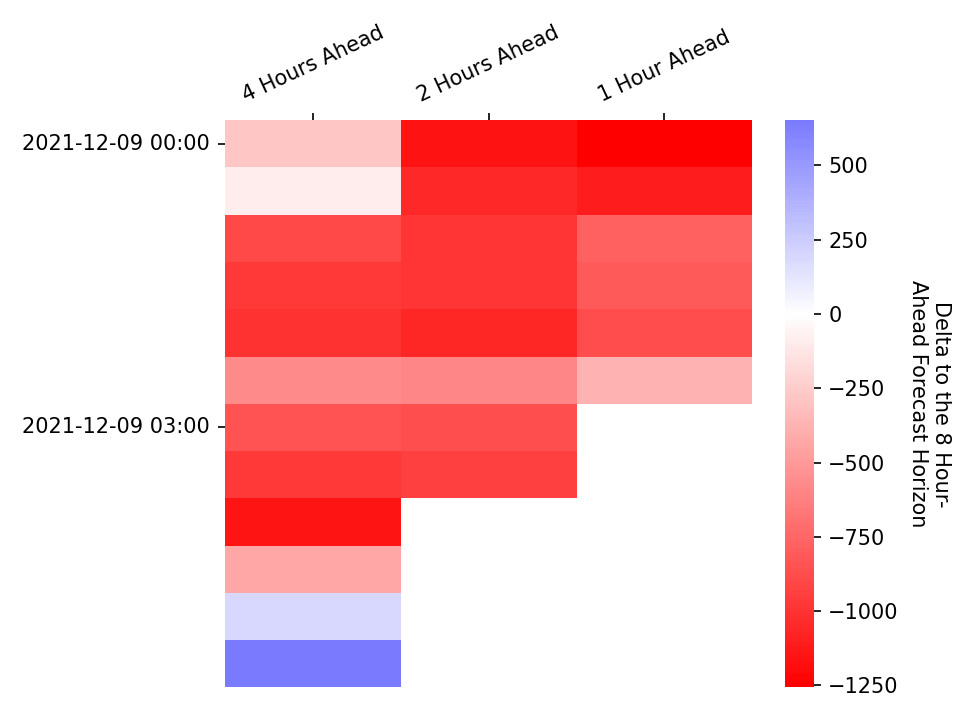 4 Hours Ahead
2 Hours Ahead
1 Hour Ahead
2021-12-09 00:00
2021-12-09 03:00
500
250
0
−250
−500
−750
−1000
−1250
Delta to the 8 Hour-
Ahead Forecast Horizon